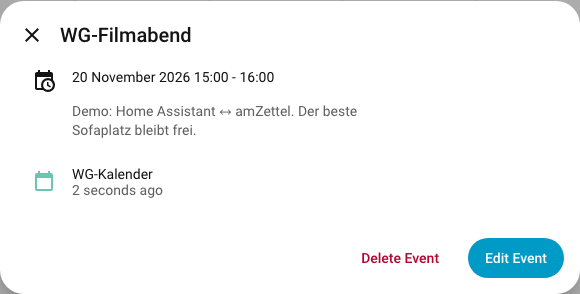 WG-Filmabend
20 November 2026 15:00 - 16:00
Demo: Home Assistant ↔ amZettel. Der beste
Sofaplatz bleibt frei.
WG-Kalender
2 seconds ago
Delete Event
Edit Event